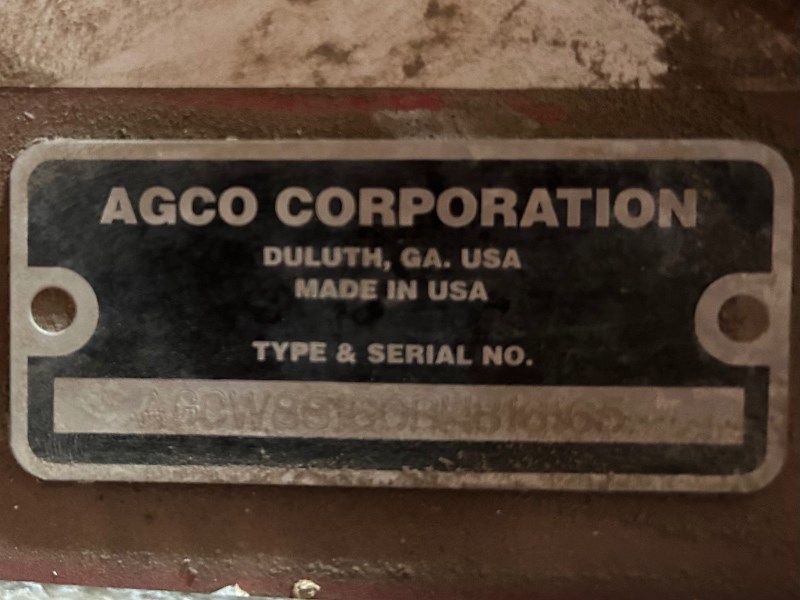 AGCO CORPORATION
DULUTH, GA. USA
MADE IN USA
TYPE & SERIAL NO.